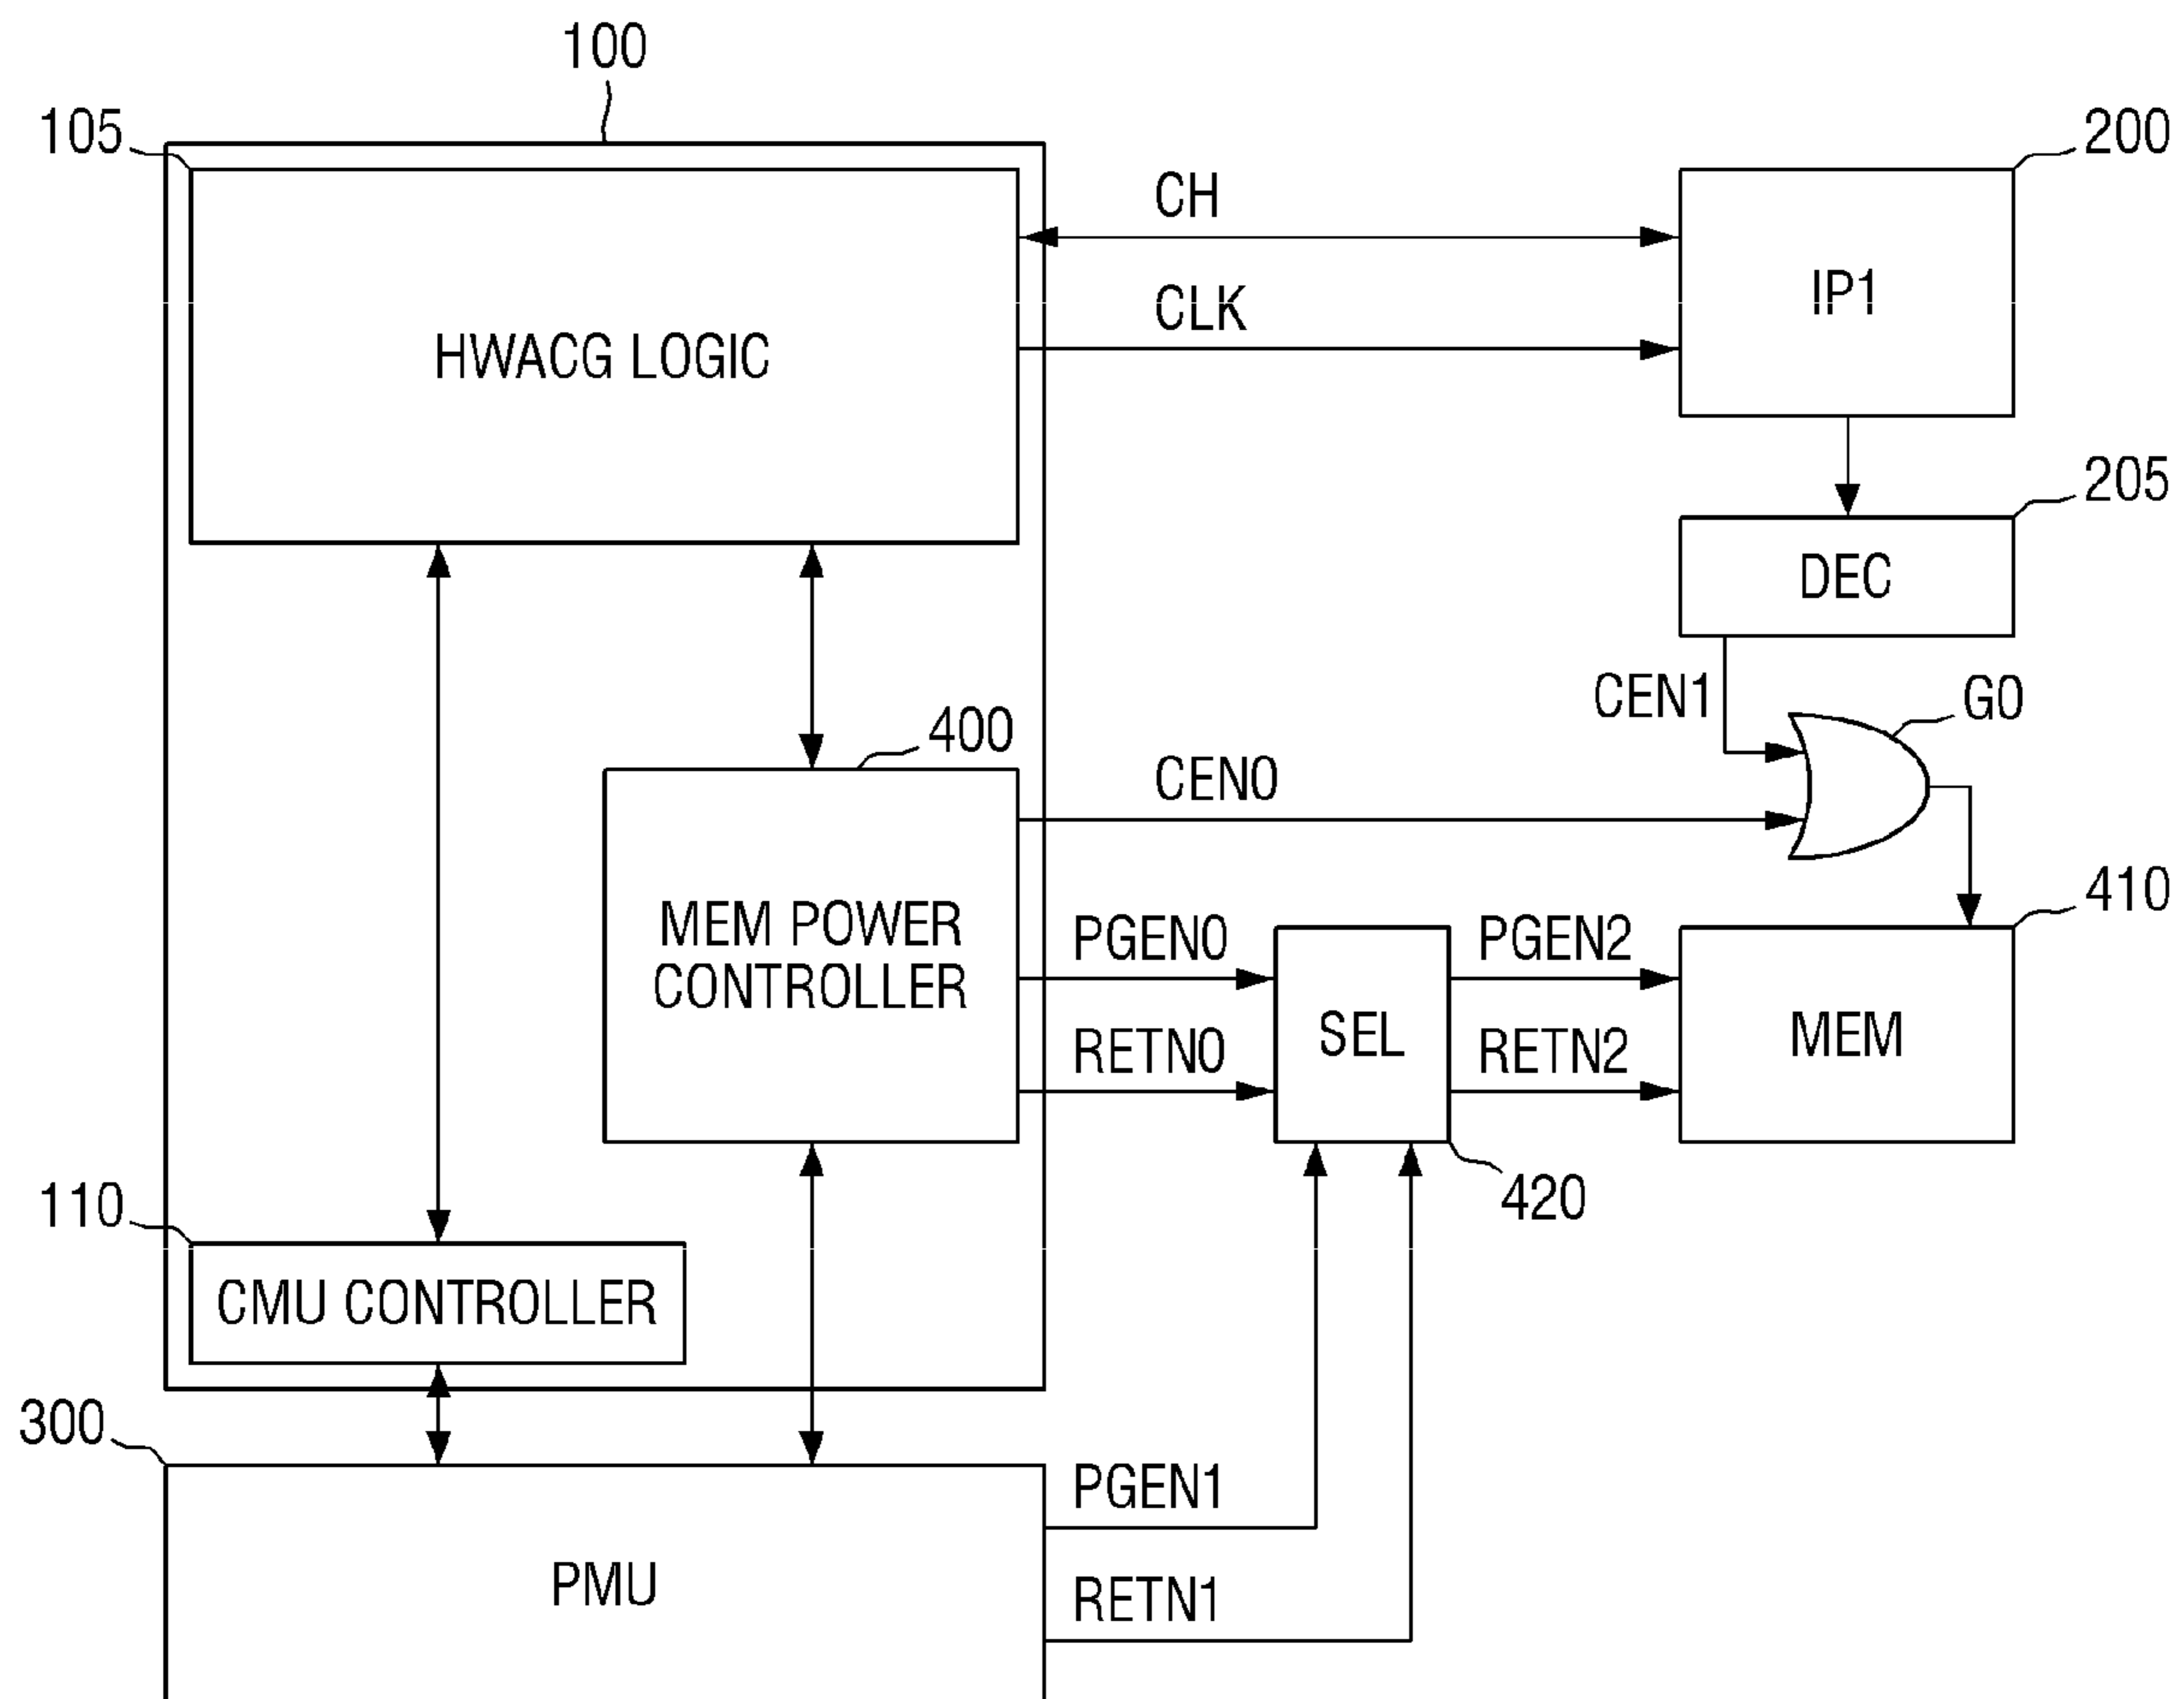 100
105
200
CH
CLK
IP1
HWACG LOGIC
205
DEC
CEN1
G0
400
CEN0
410
MEM POWER
CONTROLLER
PGEN0
PGEN2
SEL
MEM
RETN0
RETN2
110
420
CMU CONTROLLER
300
PGEN1
PMU
RETN1